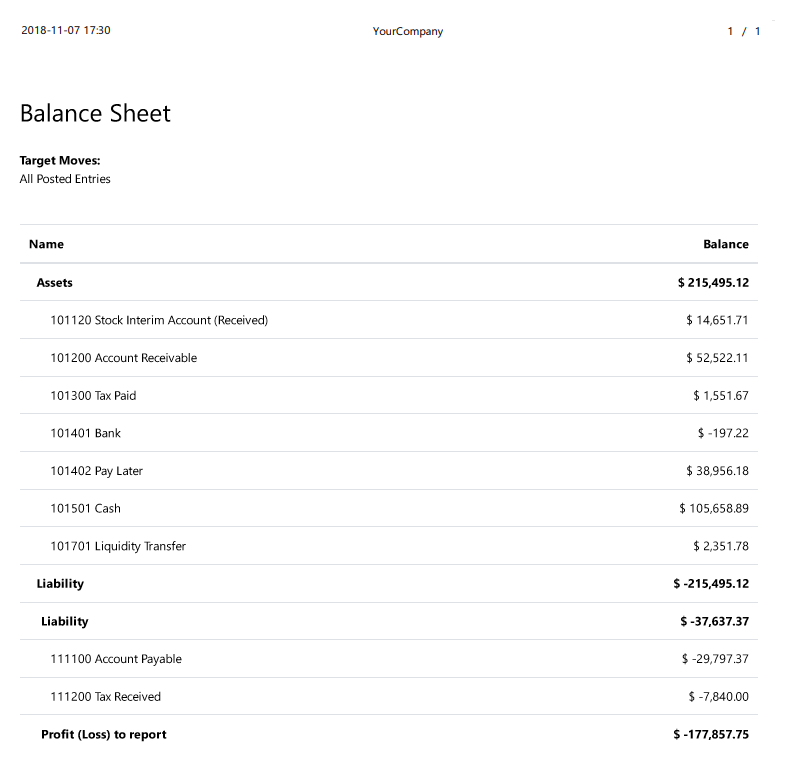 2018-11-07 17:30 YourCompany 1 / 1
Balance Sheet
Target Moves:
All Posted Entries
Name Balance
Assets $ 215,495.12
101120 Stock Interim Account (Received) $ 14,651.71
101200 Account Receivable $ 52,522.11
101300 Tax Paid $ 1,551.67
101401 Bank $ -197.22
101402 Pay Later $ 38,956.18
101501 Cash $ 105,658.89
101701 Liquidity Transfer $ 2,351.78
Liability $ -215,495.12
Liability $ -37,637.37
111100 Account Payable $ -29,797.37
111200 Tax Received $ -7,840.00
Profit (Loss) to report $ -177,857.75